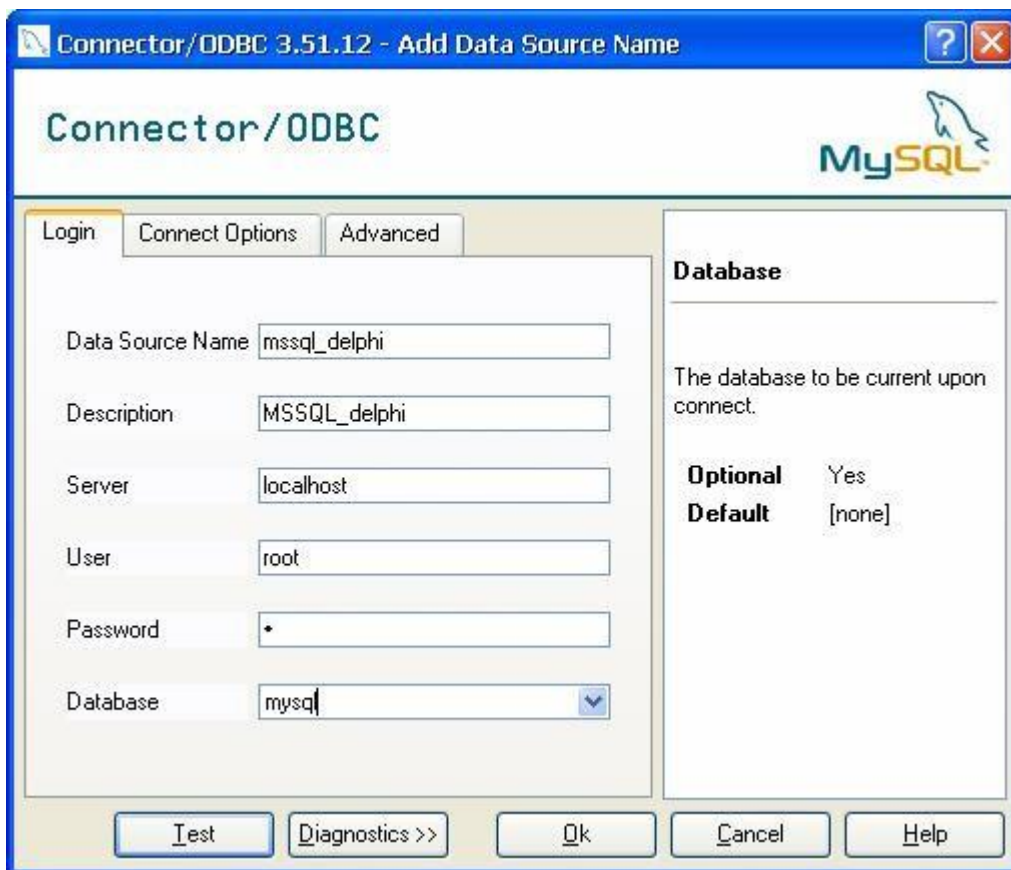 Connector/ODBC 3.51.12 - Add Data Source Name
Connector/ODBC
MySQL
Login
Connect Options
Advanced
Data Source Name mssql_delphi
Description MSSQL_delphi
Server localhost
User root
Password •
Database mysql
Database
The database to be current upon
connect.
Optional Yes
Default [none]
Test
Diagnostics >>
Ok
Cancel
Help